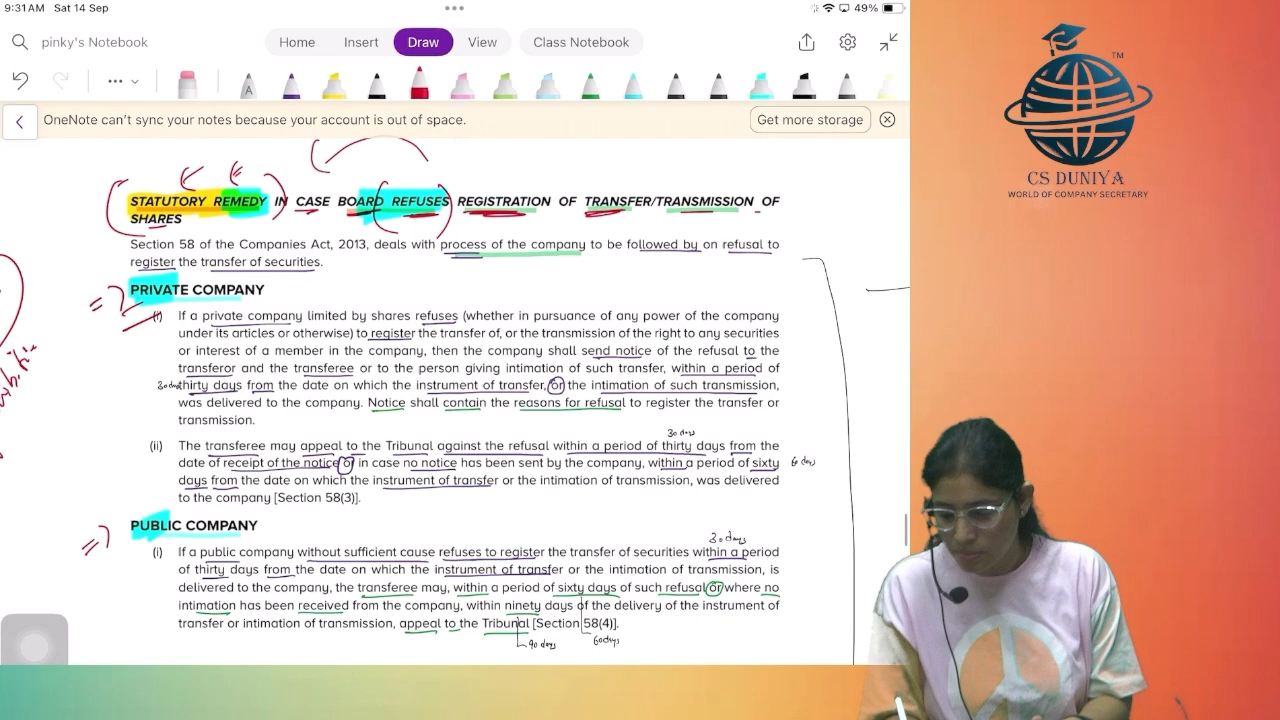 9:31AM Sat 14 Sep
49%
pinky's Notebook
Home Insert Draw View Class Notebook
A
OneNote can't sync your notes because your account is out of space.
Get more storage
STATUTORY REMEDY IN CASE BOARD REFUSES REGISTRATION OF TRANSFER/TRANSMISSION OF
SHARES
Section 58 of the Companies Act, 2013, deals with process of the company to be followed by on refusal to
register the transfer of securities.
PRIVATE COMPANY
(i) If a private company limited by shares refuses (whether in pursuance of any power of the company
under its articles or otherwise) to register the transfer of, or the transmission of the right to any securities
or interest of a member in the company, then the company shall send notice of the refusal to the
transferor and the transferee or to the person giving intimation of such transfer, within a period of
30 days
thirty days from the date on which the instrument of transfer, or the intimation of such transmission,
was delivered to the company. Notice shall contain the reasons for refusal to register the transfer or
transmission.
30 days
(ii) The transferee may appeal to the Tribunal against the refusal within a period of thirty days from the
date of receipt of the notice or in case no notice has been sent by the company, within a period of sixty
60 days
days from the date on which the instrument of transfer or the intimation of transmission, was delivered
to the company [Section 58(3)].
PUBLIC COMPANY
30 days
(i) If a public company without sufficient cause refuses to register the transfer of securities within a period
of thirty days from the date on which the instrument of transfer or the intimation of transmission, is
delivered to the company, the transferee may, within a period of sixty days of such refusal or where no
intimation has been received from the company, within ninety days of the delivery of the instrument of
transfer or intimation of transmission, appeal to the Tribunal [Section 58(4)].
90 days
60 days
TM
CS DUNIYA
WORLD OF COMPANY SECRETARY